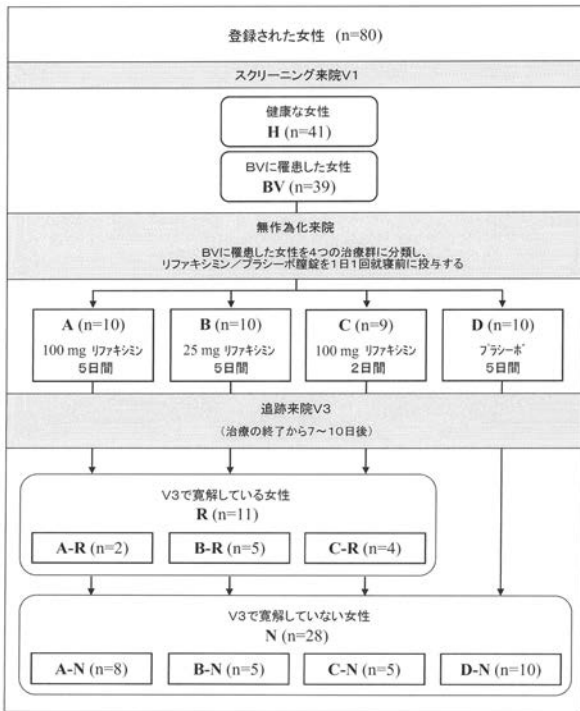 登録された女性 (n=80)
スクリーニング来院V1
健康な女性
H (n=41)
BVに罹患した女性
BV (n=39)
無作為化来院
BVに罹患した女性を4つの治療群に分類し、
リファキシミン／プラシーボ膣錠を1日1回就寝前に投与する
A (n=10)
100 mg リファキシミン
5日間
B (n=10)
25 mg リファキシミン
5日間
C (n=9)
100 mg リファキシミン
2日間
D (n=10)
プラシーボ
5日間
追跡来院V3
(治療の終了から7～10日後)
V3で寛解している女性
R (n=11)
A-R (n=2)
B-R (n=5)
C-R (n=4)
V3で寛解していない女性
N (n=28)
A-N (n=8)
B-N (n=5)
C-N (n=5)
D-N (n=10)